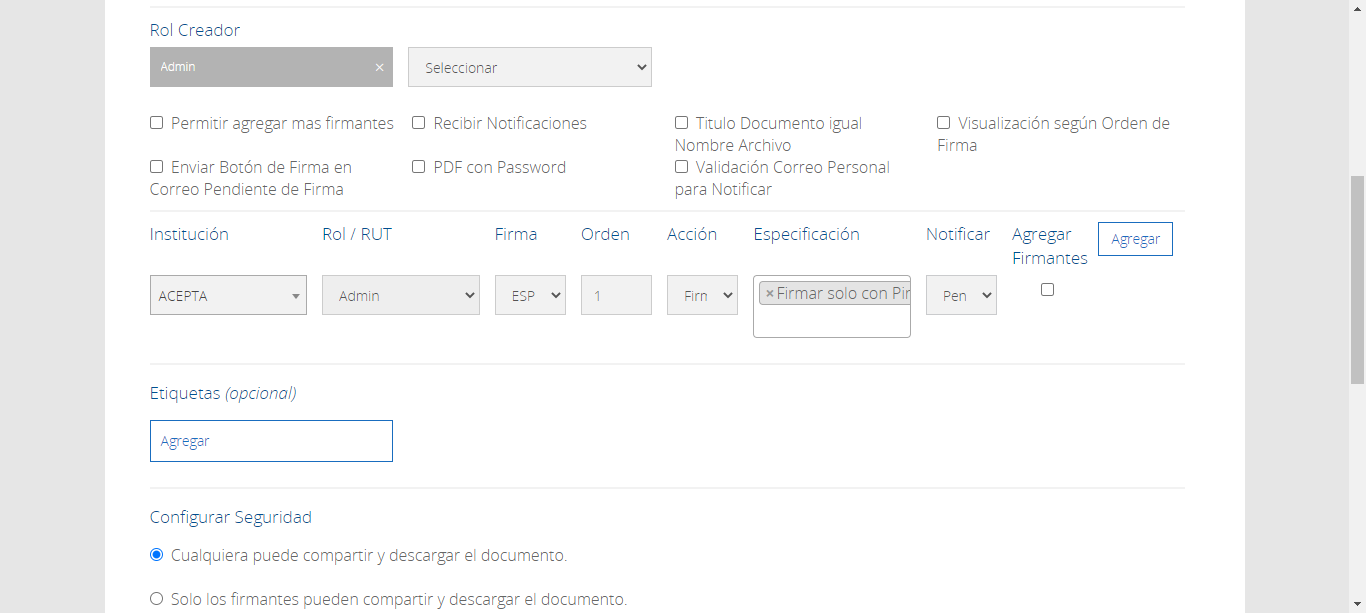 Rol Creador
Admin × Seleccionar
Permitir agregar mas firmantes Recibir Notificaciones Titulo Documento igual Nombre Archivo Visualización según Orden de Firma
Enviar Botón de Firma en Correo Pendiente de Firma PDF con Password Validación Correo Personal para Notificar
Institución Rol / RUT Firma Orden Acción Especificación Notificar Agregar Firmantes Agregar
ACEPTA Admin ESP 1 Firn × Firmar solo con Pin Pen
Etiquetas (opcional)
Agregar
Configurar Seguridad
Cualquiera puede compartir y descargar el documento.
Solo los firmantes pueden compartir y descargar el documento.